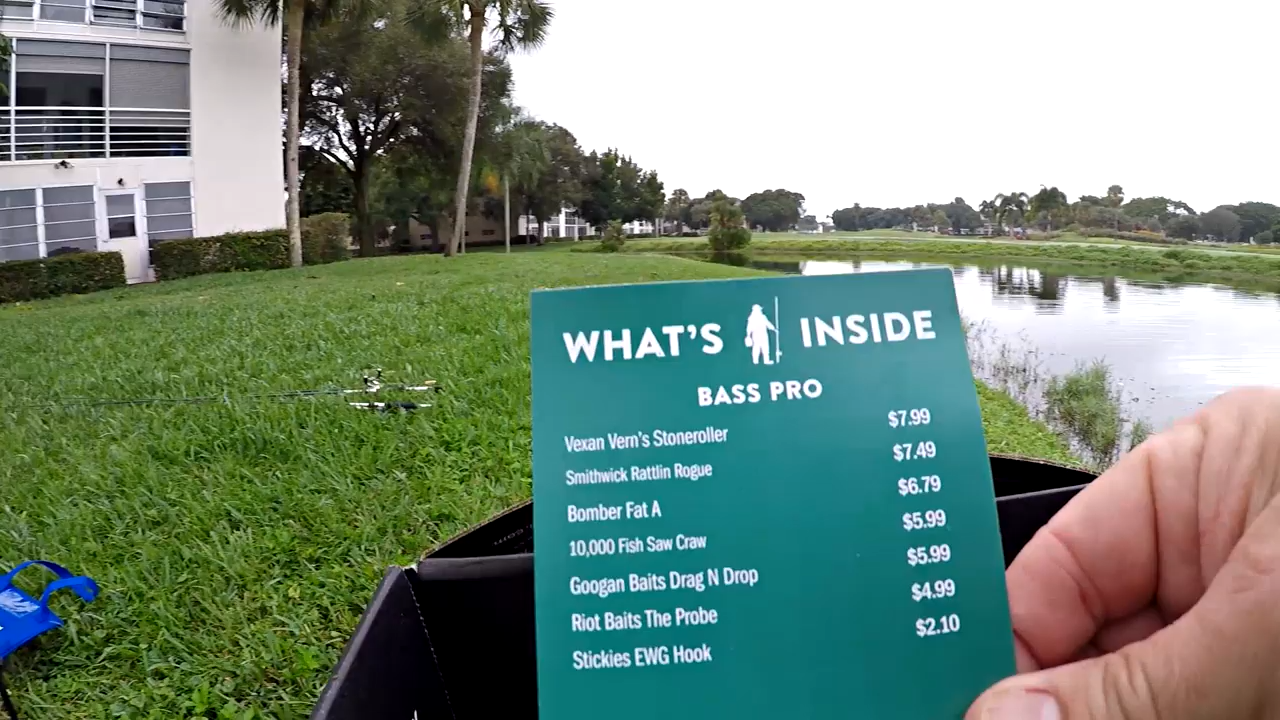 WHAT'S INSIDE
BASS PRO
Vexan Vern's Stoneroller $7.99
Smithwick Rattlin Rogue $7.49
Bomber Fat A $6.79
10,000 Fish Saw Craw $5.99
Googan Baits Drag N Drop $5.99
Riot Baits The Probe $4.99
Stickies EWG Hook $2.10